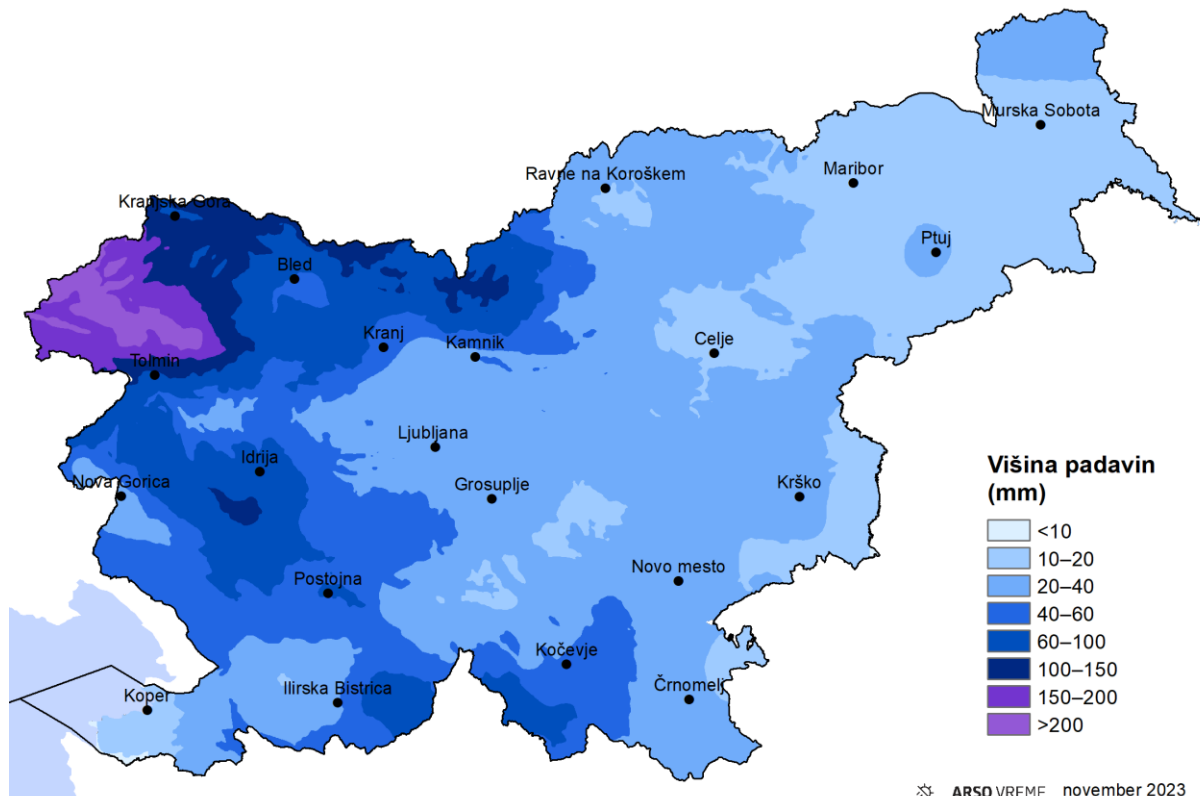 Murska Sobota
Ravne na Koroškem
Maribor
Kranjska Gora
Ptuj
Bled
Kranj
Kamnik
Celje
Tolmin
Ljubljana
Idrija
Nova Gorica
Grosuplje
Krško
Postojna
Novo mesto
Kočevje
Koper
Ilirska Bistrica
Črnomelj
Višina padavin
(mm)
<10
10–20
20–40
40–60
60–100
100–150
150–200
>200
ARSO VREME november 2023